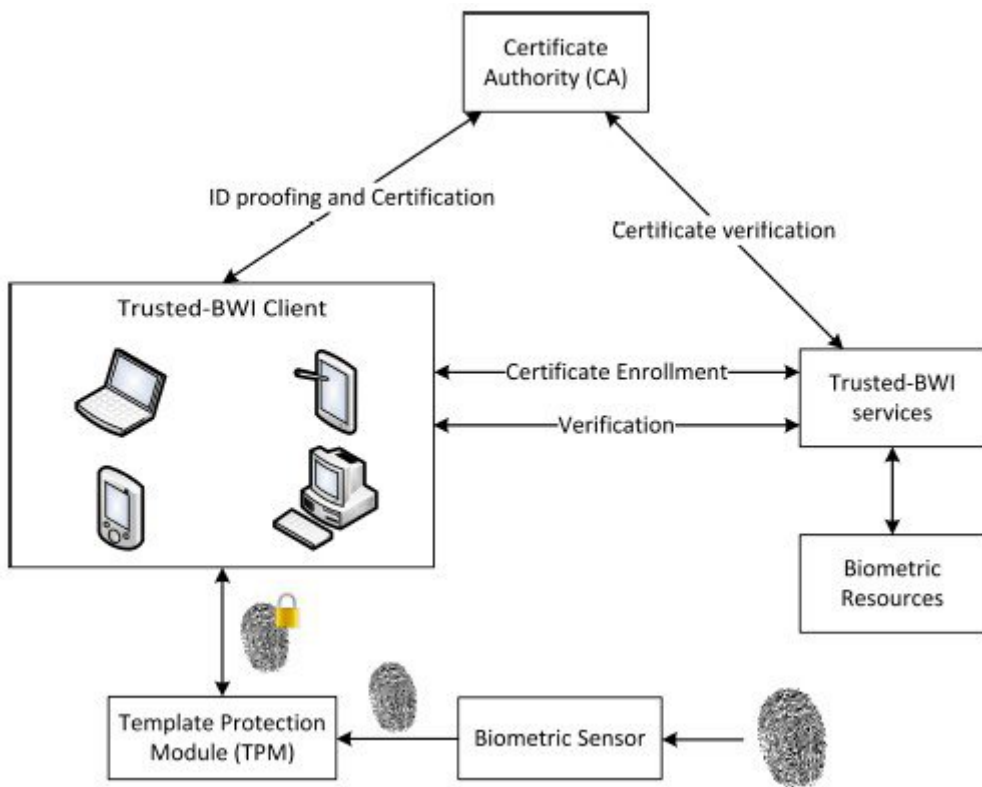 Certificate
Authority (CA)
ID proofing and Certification
Certificate verification
Trusted-BWI Client
Certificate Enrollment
Verification
Trusted-BWI
services
Biometric
Resources
Template Protection
Module (TPM)
Biometric Sensor